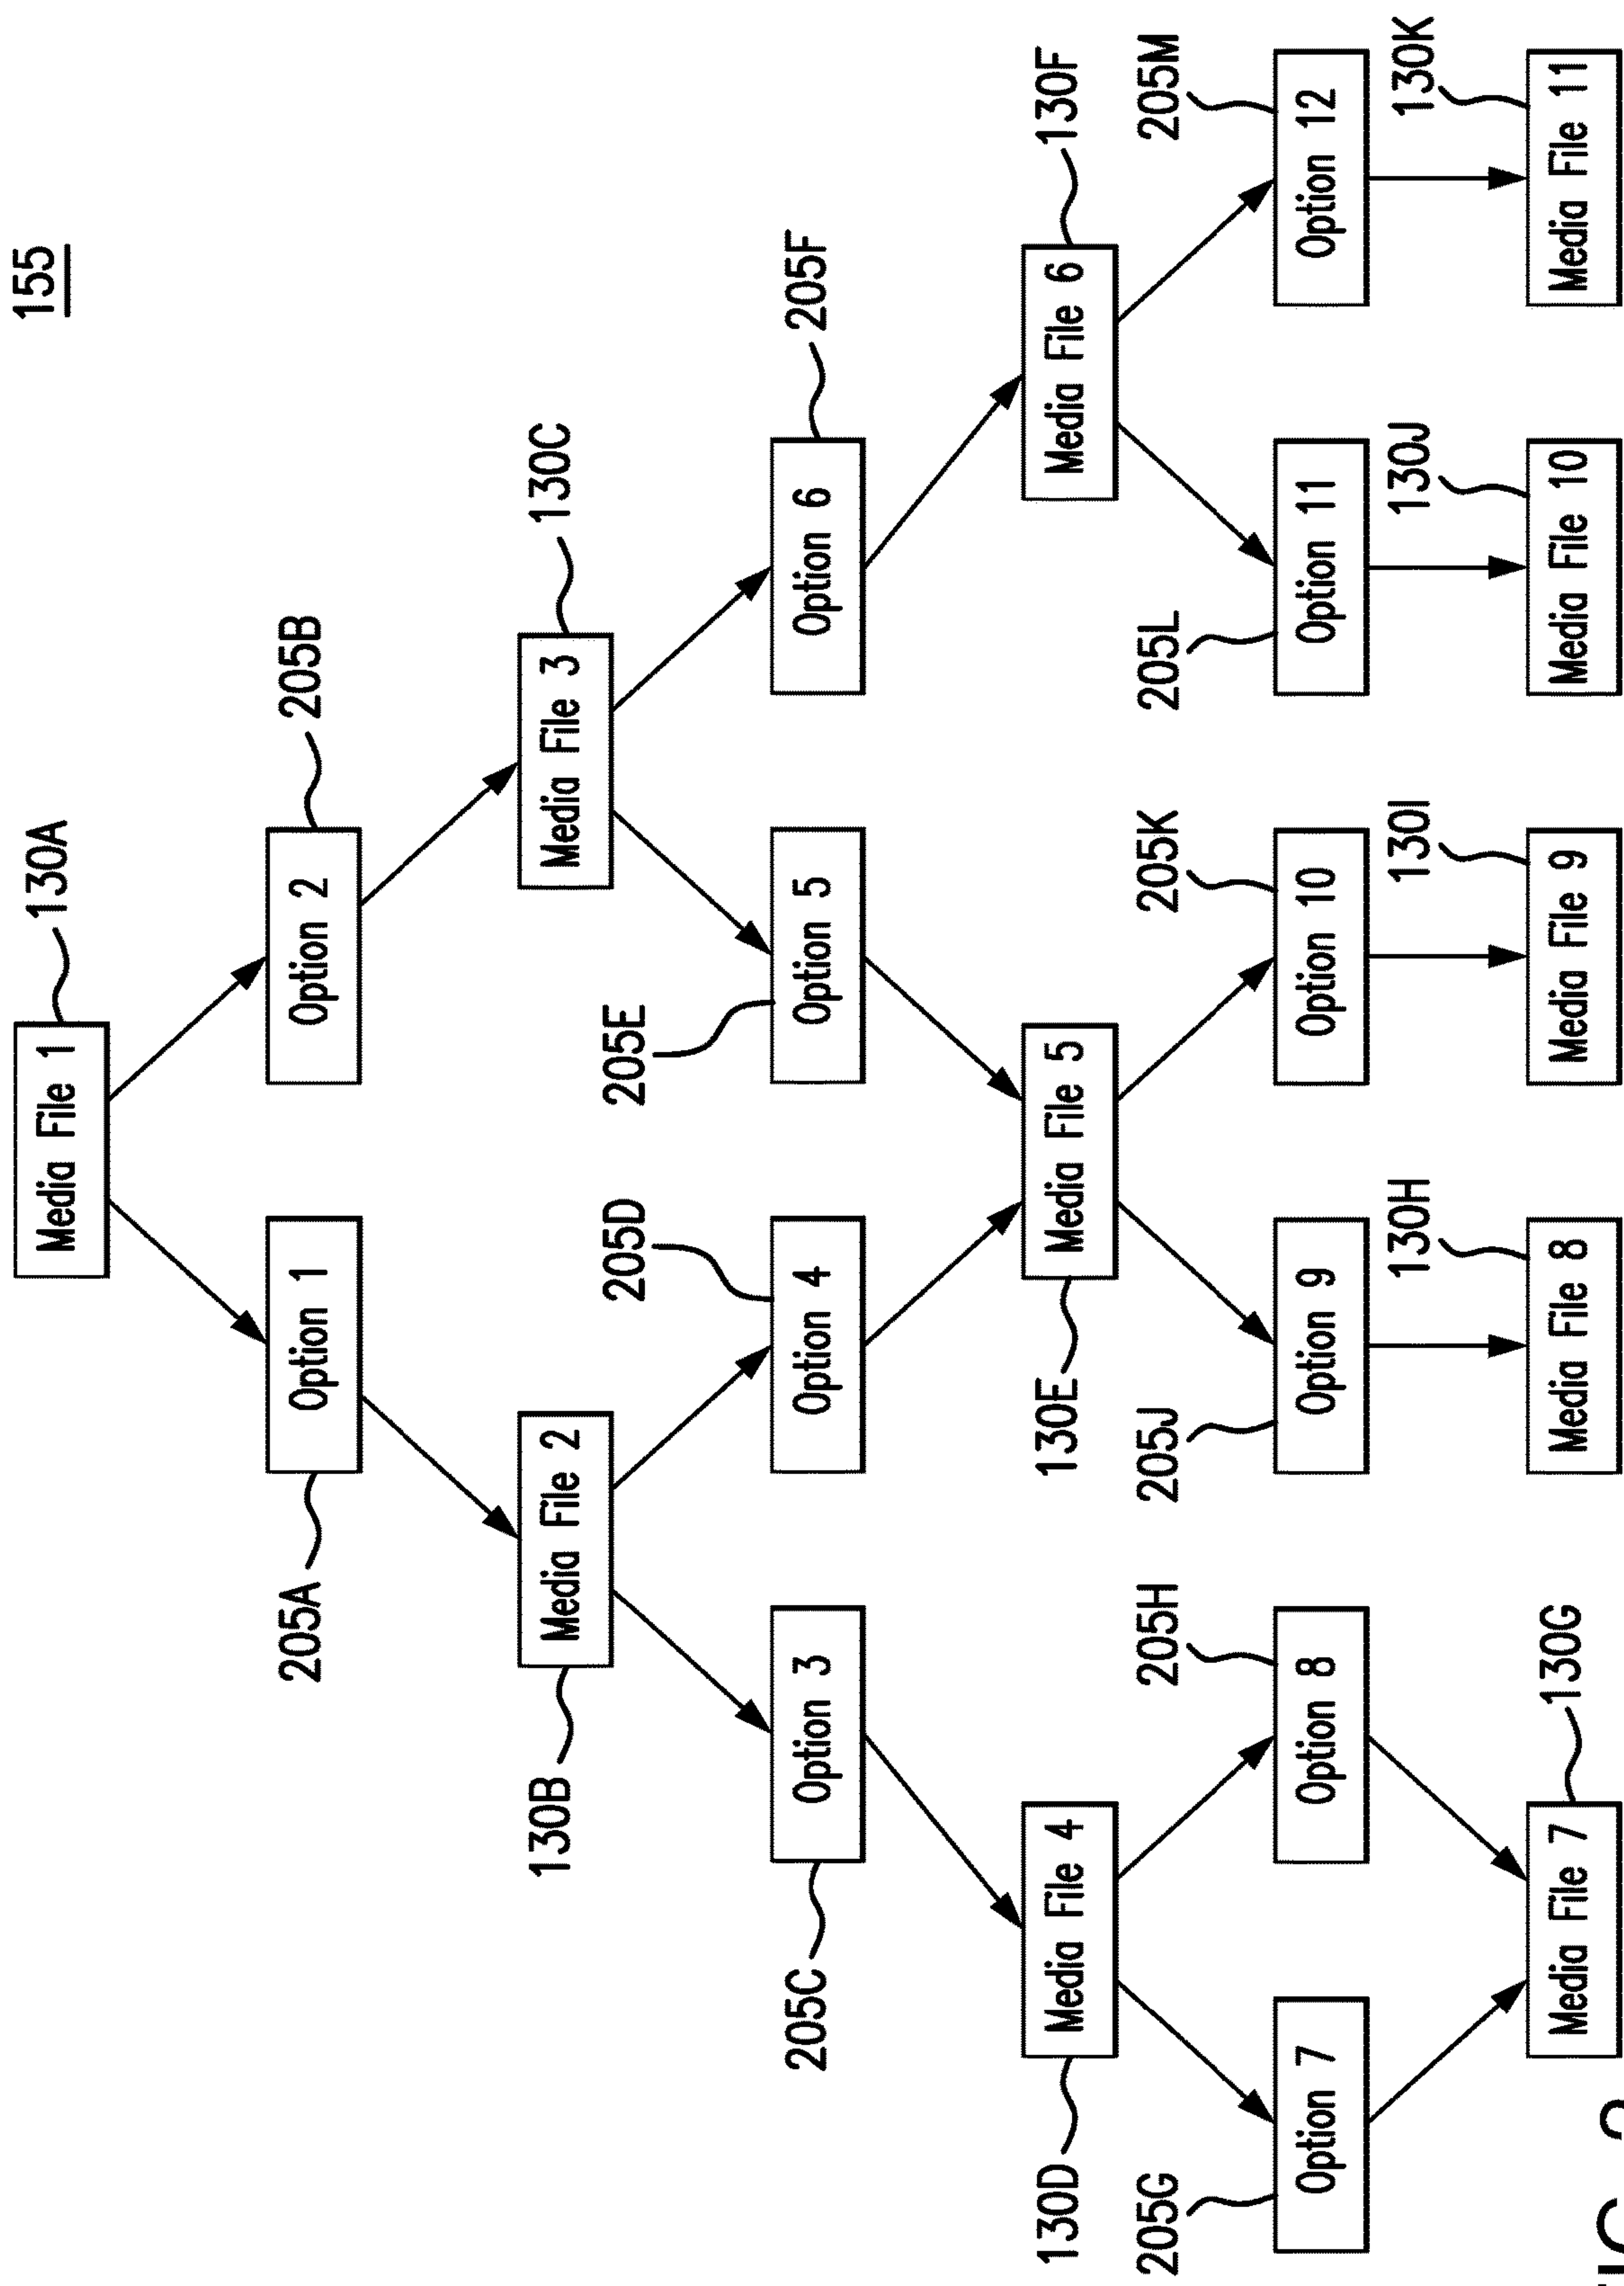 155
Media File 1
130A
205A
Option 1
Option 2
205B
130B
Media File 2
Media File 3
130C
205C
Option 3
205D
Option 4
205E
Option 5
Option 6
205F
130D
Media File 4
130E
Media File 5
Media File 6
130F
205G
Option 7
205H
Option 8
205J
Option 9
205K
Option 10
205L
Option 11
205M
Option 12
130G
Media File 7
130H
Media File 8
130I
Media File 9
130J
Media File 10
130K
Media File 11